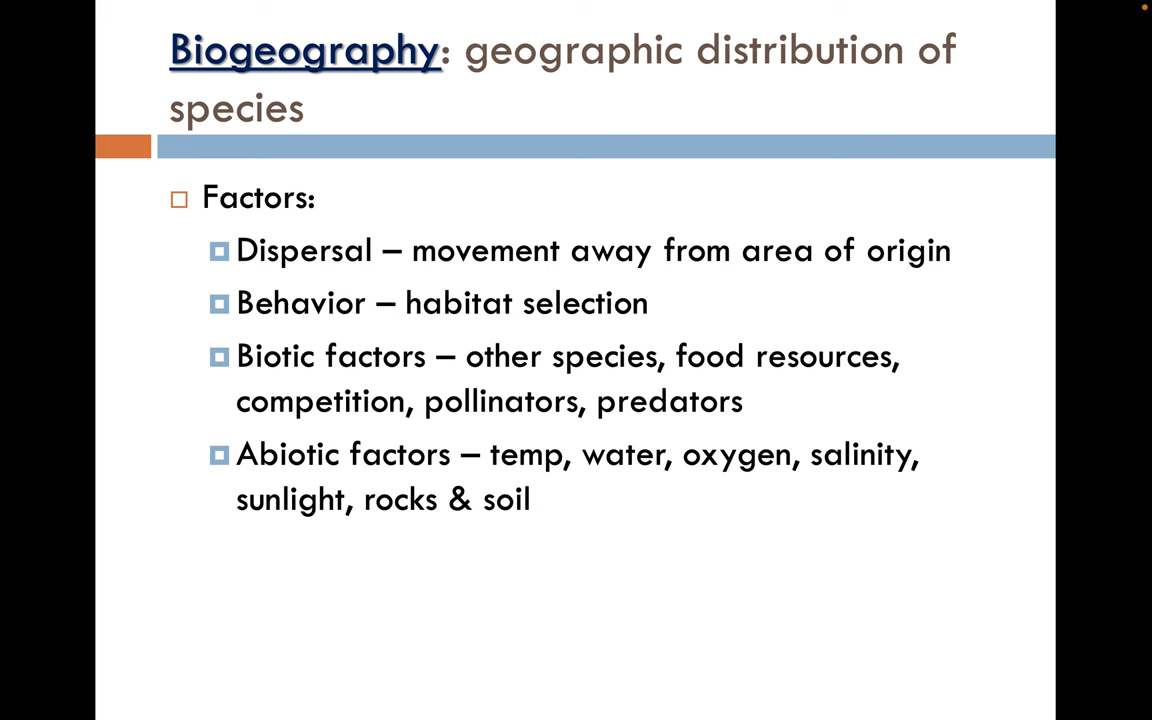 Biogeography: geographic distribution of
species
Factors:
Dispersal – movement away from area of origin
Behavior – habitat selection
Biotic factors – other species, food resources,
competition, pollinators, predators
Abiotic factors – temp, water, oxygen, salinity,
sunlight, rocks & soil